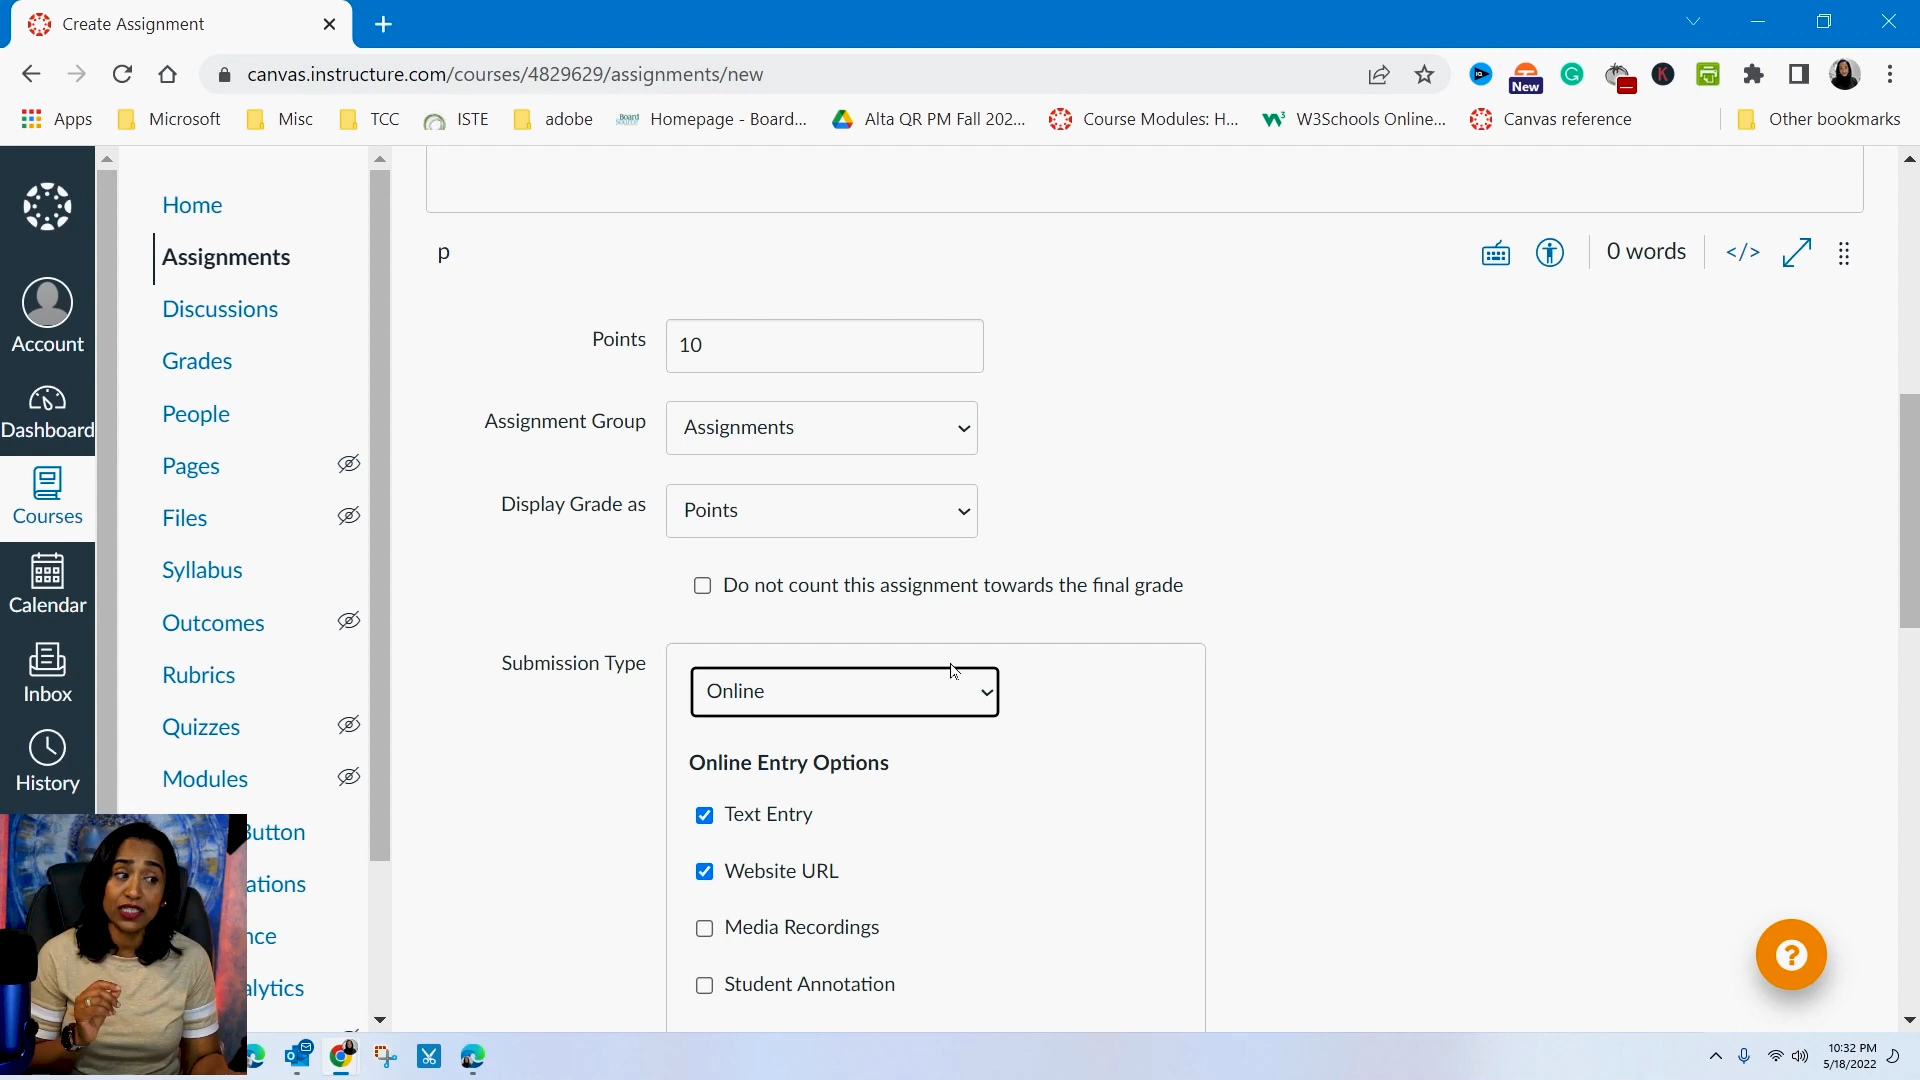 Create Assignment
canvas.instructure.com/courses/4829629/assignments/new
New
Apps
Microsoft
Misc
TCC
ISTE
adobe
Homepage - Board...
Alta QR PM Fall 202...
Course Modules: H...
W3Schools Online...
Canvas reference
Other bookmarks
Account
Dashboard
Courses
Calendar
Inbox
History
Home
Assignments
Discussions
Grades
People
Pages
Files
Syllabus
Outcomes
Rubrics
Quizzes
Modules
Button
ations
nce
alytics
p
0 words
</>
Points
10
Assignment Group
Assignments
Display Grade as
Points
Do not count this assignment towards the final grade
Submission Type
Online
Online Entry Options
Text Entry
Website URL
Media Recordings
Student Annotation
10:32 PM
5/18/2022